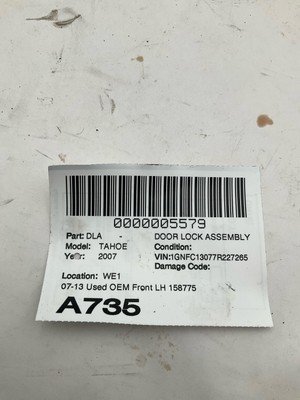 0000005579
Part: DLA - DOOR LOCK ASSEMBLY
Model: TAHOE Condition:
Year: 2007 VIN:1GNFC13077R227265
Damage Code:
Location: WE1
07-13 Used OEM Front LH 158775
A735